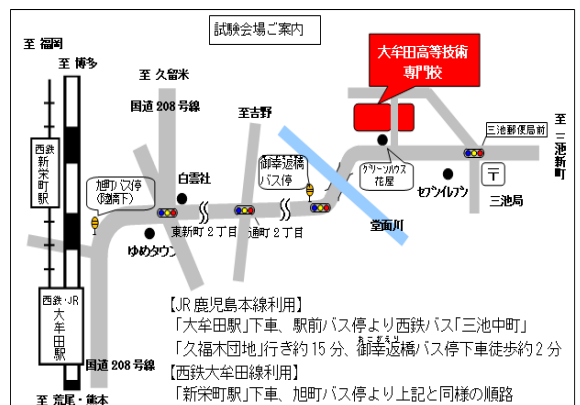 試験会場ご案内
至 福岡
至 博多
至 久留米
国道 208 号線
至吉野
大牟田高等技術
専門校
至 三池新町
三池郵便局前
西鉄
新栄町駅
旭町バス停
(陸橋下)
白雲社
御幸返橋
バス停
グリーンハウス
花屋
セブンイレブン
〒
三池局
東新町2丁目
通町2丁目
堂面川
ゆめタウン
西鉄・JR
大牟田駅
国道 208 号線
至 荒尾・熊本
【JR鹿児島本線利用】
「大牟田駅」下車、駅前バス停より西鉄バス「三池中町」
「久福木団地」行き約15分、御幸返橋バス停下車徒歩約2分
【西鉄大牟田線利用】
「新栄町駅」下車、旭町バス停より上記と同様の順路